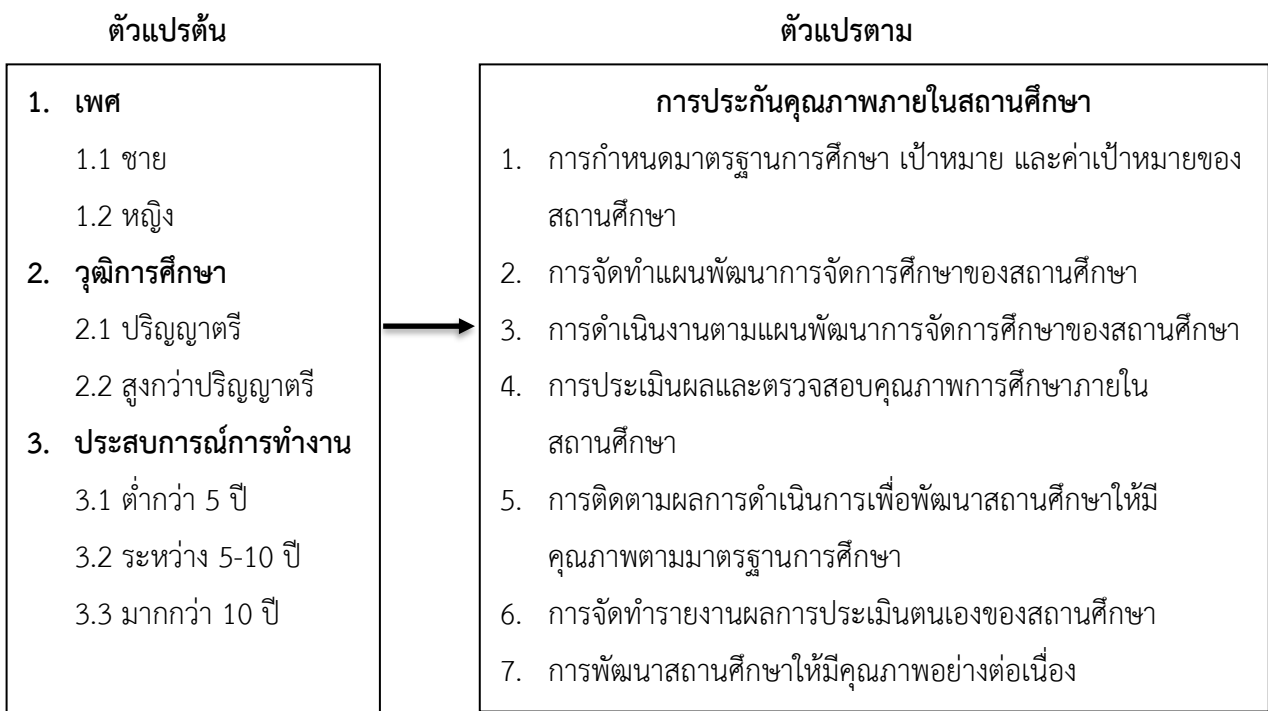 ตัวแปรต้น
1. เพศ
1.1 ชาย
1.2 หญิง
2. วุฒิการศึกษา
2.1 ปริญญาตรี
2.2 สูงกว่าปริญญาตรี
3. ประสบการณ์การทำงาน
3.1 ต่ำกว่า 5 ปี
3.2 ระหว่าง 5-10 ปี
3.3 มากกว่า 10 ปี
ตัวแปรตาม
การประกันคุณภาพภายในสถานศึกษา
1. การกำหนดมาตรฐานการศึกษา เป้าหมาย และค่าเป้าหมายของ
สถานศึกษา
2. การจัดทำแผนพัฒนาการจัดการศึกษาของสถานศึกษา
3. การดำเนินงานตามแผนพัฒนาการจัดการศึกษาของสถานศึกษา
4. การประเมินผลและตรวจสอบคุณภาพการศึกษาภายใน
สถานศึกษา
5. การติดตามผลการดำเนินการเพื่อพัฒนาสถานศึกษาให้มี
คุณภาพตามมาตรฐานการศึกษา
6. การจัดทำรายงานผลการประเมินตนเองของสถานศึกษา
7. การพัฒนาสถานศึกษาให้มีคุณภาพอย่างต่อเนื่อง